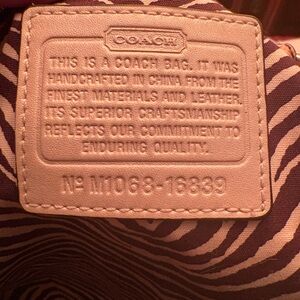 COACH
THIS IS A COACH BAG. IT WAS
HANDCRAFTED IN CHINA FROM THE
FINEST MATERIALS AND LEATHER.
ITS SUPERIOR CRAFTSMANSHIP
REFLECTS OUR COMMITMENT TO
ENDURING QUALITY.
Nº M1068-16839